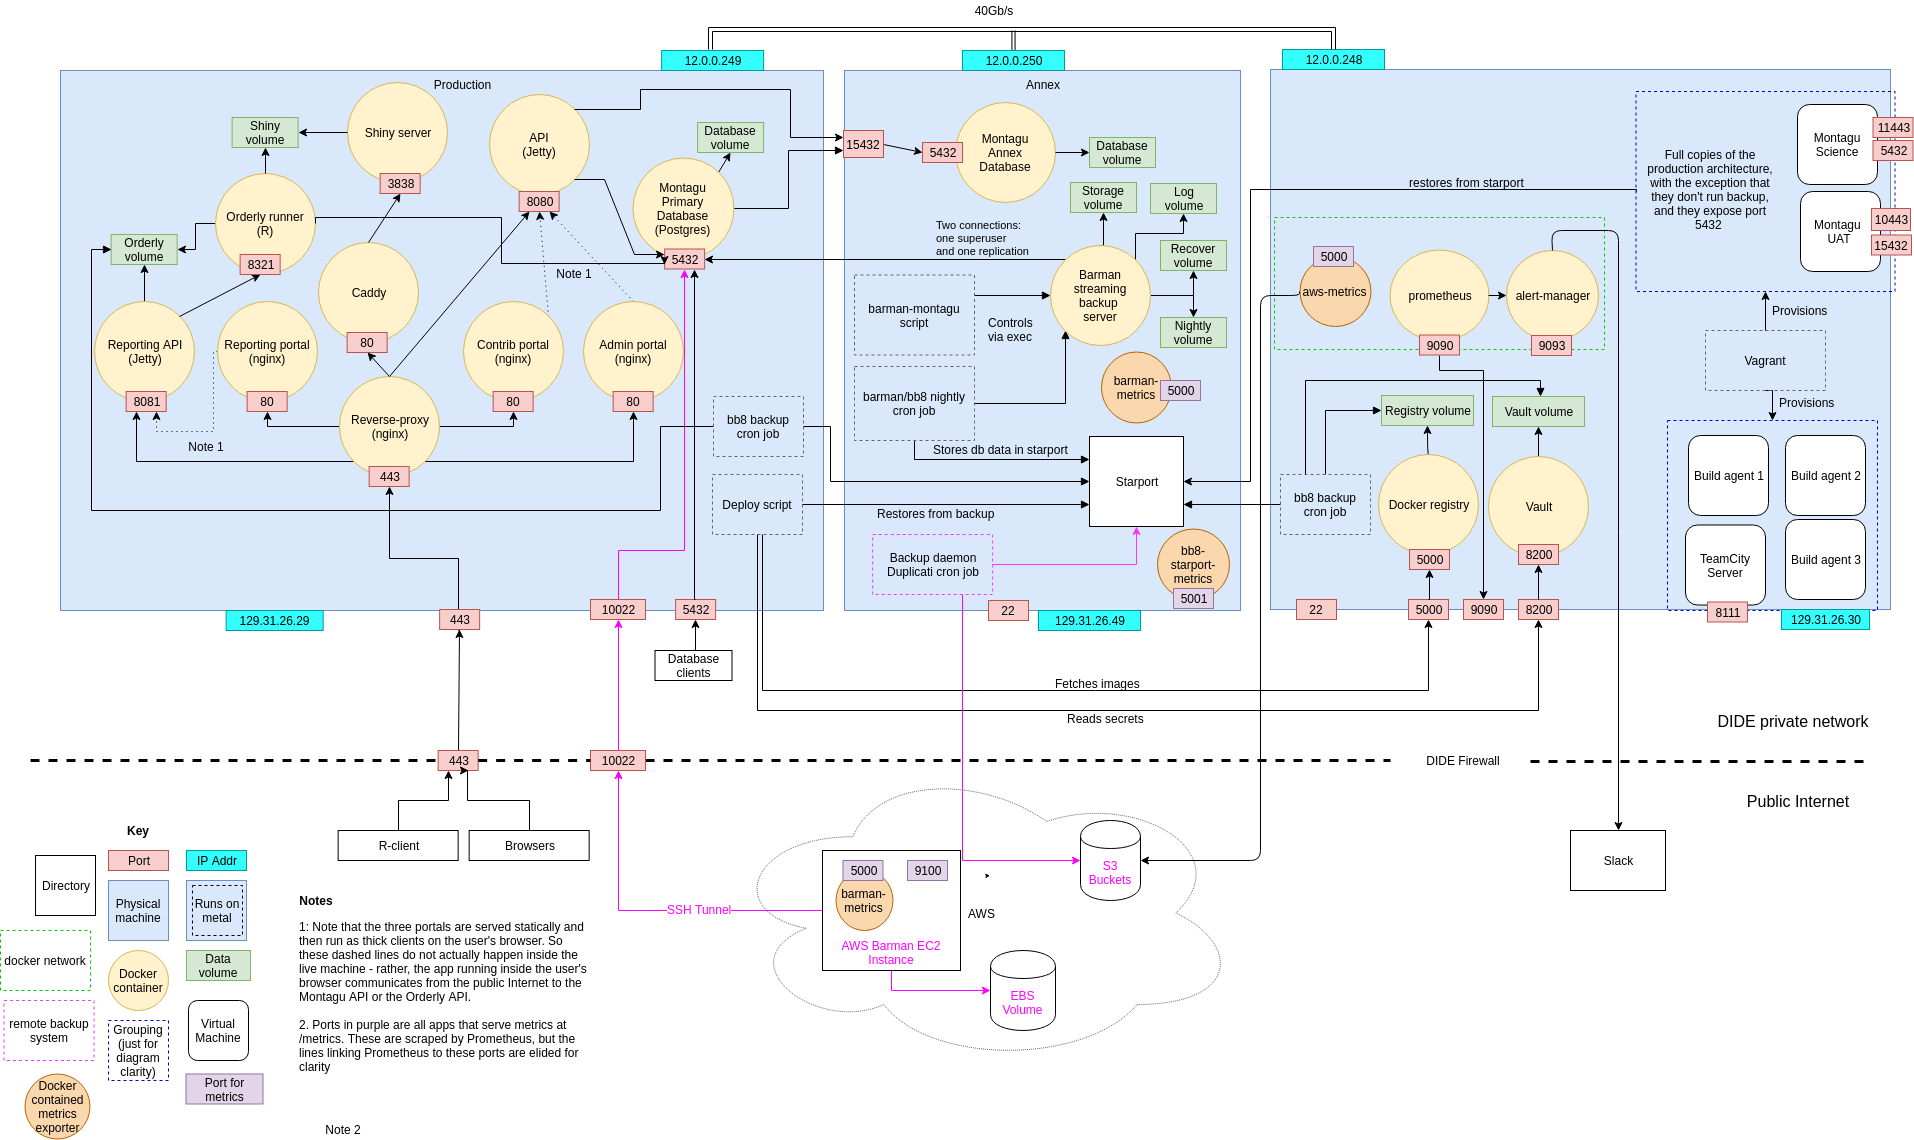 40Gb/s
12.0.0.249
12.0.0.250
12.0.0.248
Production
Shiny
volume
Shiny server
3838
API
(Jetty)
8080
Database
volume
Montagu
Primary
Database
(Postgres)
5432
Orderly runner
(R)
8321
Orderly
volume
Caddy
80
Note 1
Reporting API
(Jetty)
8081
Reporting portal
(nginx)
80
Contrib portal
(nginx)
80
Admin portal
(nginx)
80
Reverse-proxy
(nginx)
443
Note 1
bb8 backup
cron job
Deploy script
129.31.26.29
443
10022
5432
Database
clients
Annex
15432
5432
Montagu
Annex
Database
Database
volume
Storage
volume
Log
volume
Two connections:
one superuser
and one replication
Barman
streaming
backup
server
Recover
volume
Nightly
volume
barman-montagu
script
Controls
via exec
barman/bb8 nightly
cron job
barman-
metrics
5000
Stores db data in starport
Starport
Restores from backup
Backup daemon
Duplicati cron job
bb8-
starport-
metrics
5001
22
129.31.26.49
restores from starport
Full copies of the
production architecture,
with the exception that
they don't run backup,
and they expose port
5432
Montagu
Science
11443
5432
Montagu
UAT
10443
15432
5000
aws-metrics
prometheus
9090
alert-manager
9093
Provisions
Vagrant
Provisions
Registry volume
Vault volume
bb8 backup
cron job
Docker registry
5000
Vault
8200
Build agent 1
Build agent 2
TeamCity
Server
Build agent 3
22
5000
9090
8200
8111
129.31.26.30
Fetches images
Reads secrets
DIDE private network
443
10022
DIDE Firewall
Public Internet
R-client
Browsers
SSH Tunnel
5000
9100
barman-
metrics
AWS Barman EC2
Instance
AWS
S3
Buckets
EBS
Volume
Slack
Key
Directory
Port
IP Addr
Physical
machine
Runs on
metal
docker network
Docker
container
Data
volume
remote backup
system
Grouping
(just for
diagram
clarity)
Virtual
Machine
Docker
contained
metrics
exporter
Port for
metrics
Notes
1: Note that the three portals are served statically and
then run as thick clients on the user's browser. So
these dashed lines do not actually happen inside the
live machine - rather, the app running inside the user's
browser communicates from the public Internet to the
Montagu API or the Orderly API.
2. Ports in purple are all apps that serve metrics at
/metrics. These are scraped by Prometheus, but the
lines linking Prometheus to these ports are elided for
clarity
Note 2